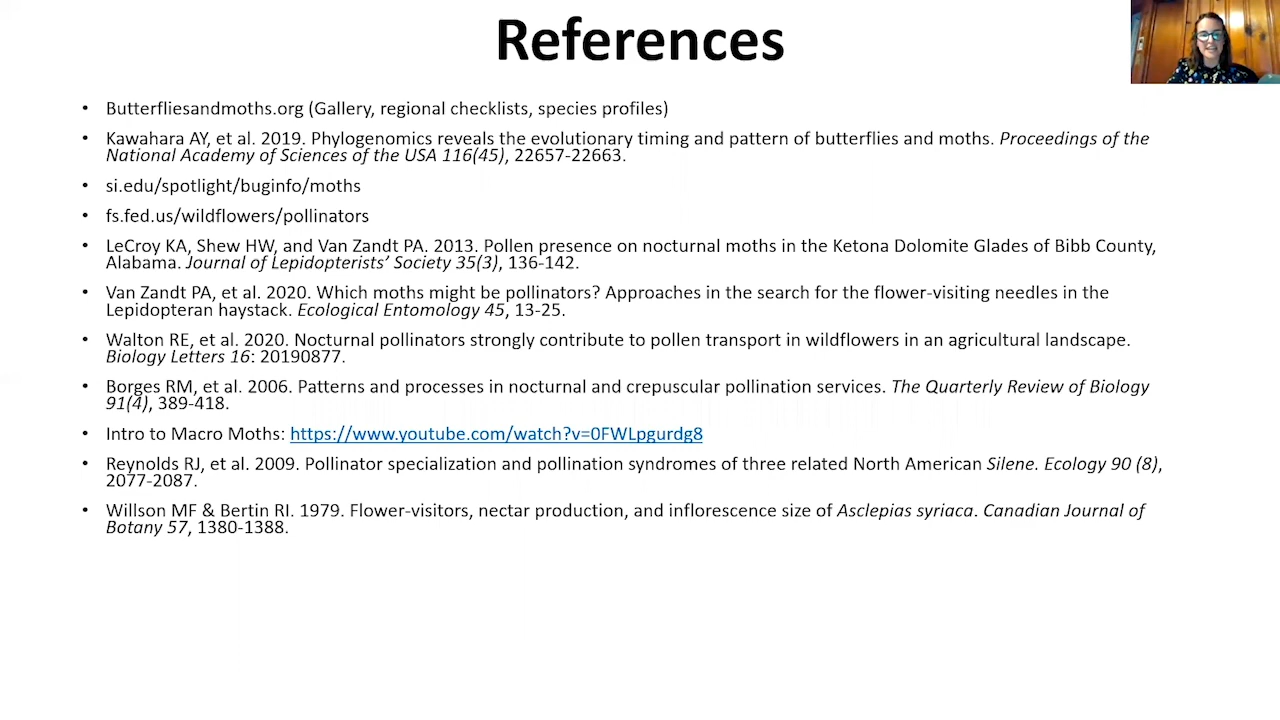 References
• Butterfliesandmoths.org (Gallery, regional checklists, species profiles)
• Kawahara AY, et al. 2019. Phylogenomics reveals the evolutionary timing and pattern of butterflies and moths. Proceedings of the
National Academy of Sciences of the USA 116(45), 22657-22663.
• si.edu/spotlight/buginfo/moths
• fs.fed.us/wildflowers/pollinators
• LeCroy KA, Shew HW, and Van Zandt PA. 2013. Pollen presence on nocturnal moths in the Ketona Dolomite Glades of Bibb County,
Alabama. Journal of Lepidopterists’ Society 35(3), 136-142.
• Van Zandt PA, et al. 2020. Which moths might be pollinators? Approaches in the search for the flower-visiting needles in the
Lepidopteran haystack. Ecological Entomology 45, 13-25.
• Walton RE, et al. 2020. Nocturnal pollinators strongly contribute to pollen transport in wildflowers in an agricultural landscape.
Biology Letters 16: 20190877.
• Borges RM, et al. 2006. Patterns and processes in nocturnal and crepuscular pollination services. The Quarterly Review of Biology
91(4), 389-418.
• Intro to Macro Moths: https://www.youtube.com/watch?v=0FWLpgurdg8
• Reynolds RJ, et al. 2009. Pollinator specialization and pollination syndromes of three related North American Silene. Ecology 90 (8),
2077-2087.
• Willson MF & Bertin RI. 1979. Flower-visitors, nectar production, and inflorescence size of Asclepias syriaca. Canadian Journal of
Botany 57, 1380-1388.